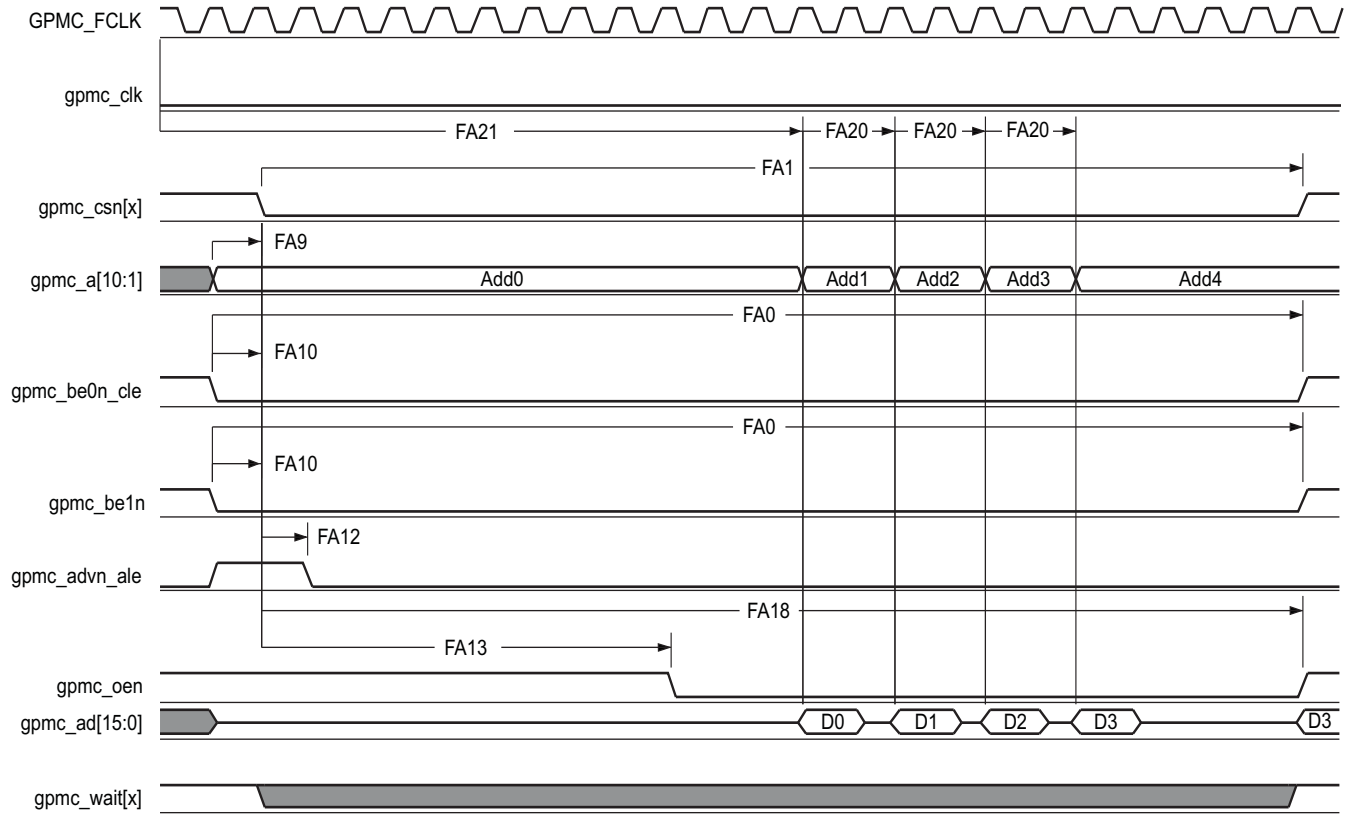 GPMC_FCLK
gpmc_clk
FA21 FA20 FA20 FA20
FA1
gpmc_csn[x]
FA9
gpmc_a[10:1] Add0 Add1 Add2 Add3 Add4
FA0
FA10
gpmc_be0n_cle
FA0
FA10
gpmc_be1n
FA12
gpmc_advn_ale
FA18
FA13
gpmc_oen
gpmc_ad[15:0] D0 D1 D2 D3 D3
gpmc_wait[x]